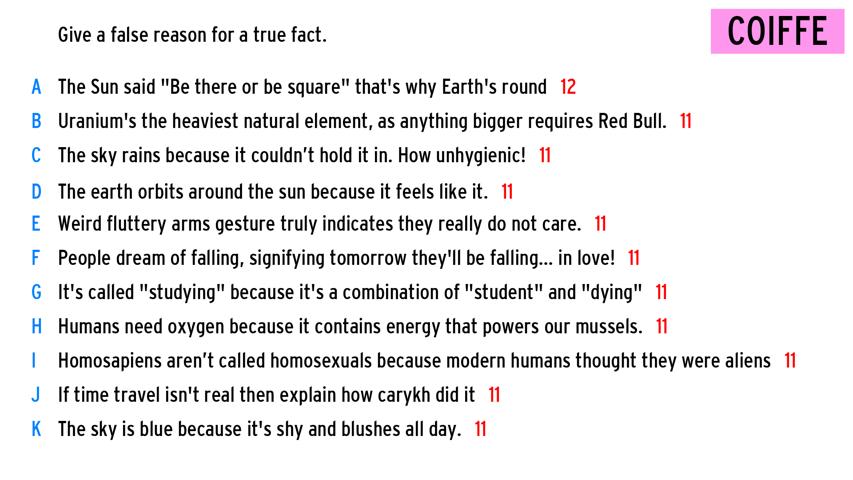 Give a false reason for a true fact.
COIFFE
A The Sun said "Be there or be square" that's why Earth's round 12
B Uranium's the heaviest natural element, as anything bigger requires Red Bull. 11
C The sky rains because it couldn’t hold it in. How unhygienic! 11
D The earth orbits around the sun because it feels like it. 11
E Weird fluttery arms gesture truly indicates they really do not care. 11
F People dream of falling, signifying tomorrow they'll be falling... in love! 11
G It's called "studying" because it's a combination of "student" and "dying" 11
H Humans need oxygen because it contains energy that powers our mussels. 11
I Homosapiens aren’t called homosexuals because modern humans thought they were aliens 11
J If time travel isn't real then explain how carykh did it 11
K The sky is blue because it's shy and blushes all day. 11